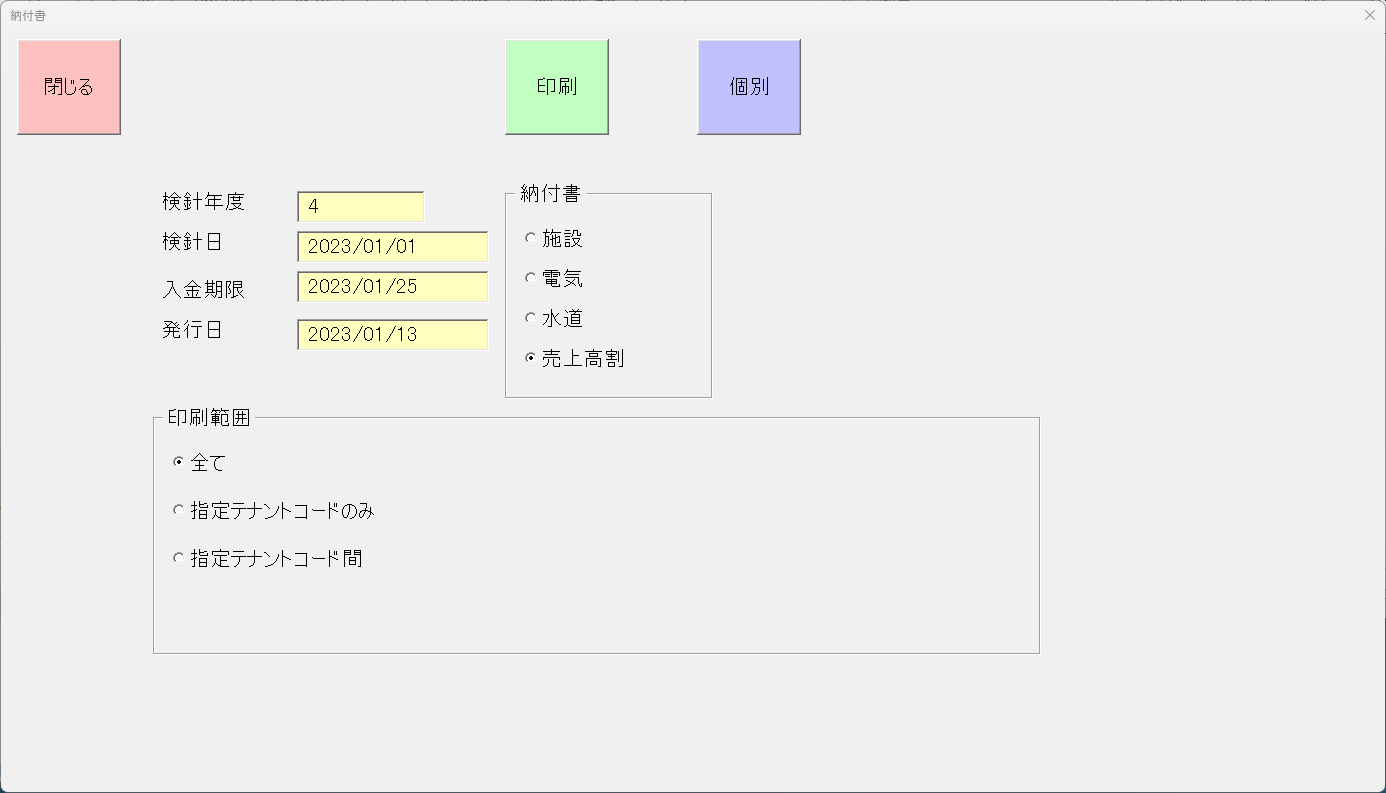 納付書
閉じる
印刷
個別
検針年度
4
検針日
2023/01/01
入金期限
2023/01/25
発行日
2023/01/13
納付書
施設
電気
水道
売上高割
印刷範囲
全て
指定テナントコードのみ
指定テナントコード間